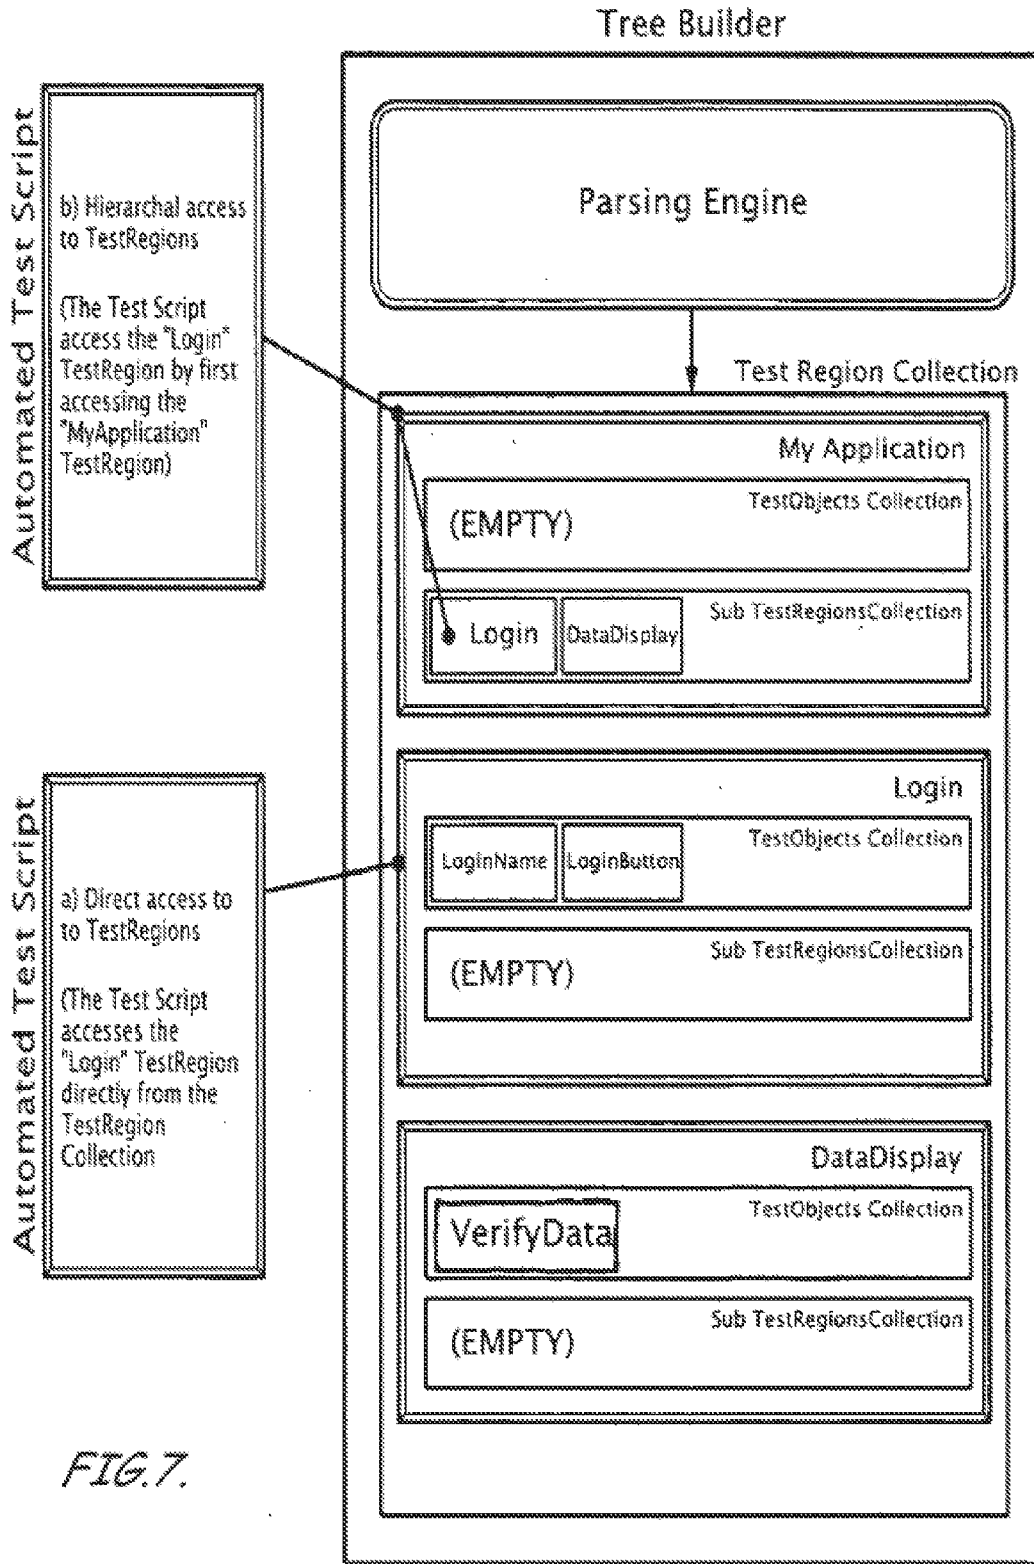 Tree Builder
Automated Test Script
b) Hierarchal access
to TestRegions
(The Test Script
access the "Login"
TestRegion by first
accessing the
"MyApplication"
TestRegion)
Parsing Engine
Test Region Collection
My Application
TestObjects Collection
(EMPTY)
Sub TestRegionsCollection
Login
DataDisplay
Automated Test Script
a) Direct access to
to TestRegions
(The Test Script
accesses the
"Login" TestRegion
directly from the
TestRegion
Collection
Login
TestObjects Collection
LoginName
LoginButton
Sub TestRegionsCollection
(EMPTY)
DataDisplay
TestObjects Collection
VerifyData
Sub TestRegionsCollection
(EMPTY)
FIG.7.